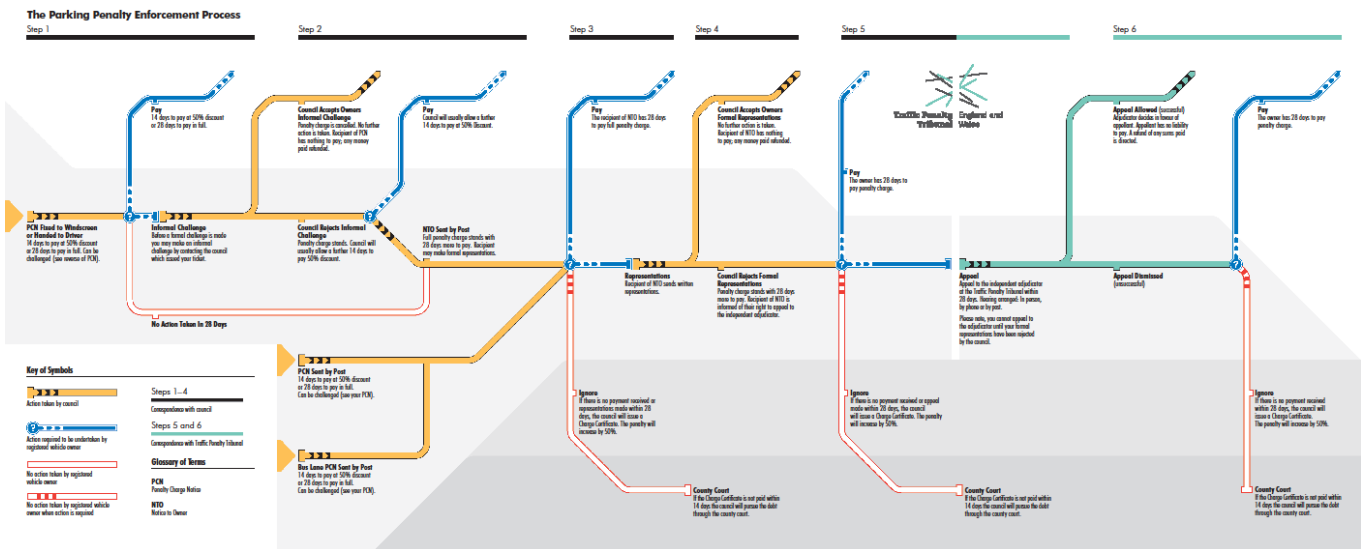 The Parking Penalty Enforcement Process
Step 1
Step 2
Step 3
Step 4
Step 5
Step 6
Pay
14 days to pay at 50% discount
or 28 days to pay in full.
Council Accepts Owners
Informal Challenge
Penalty charge is cancelled. No further
action is taken. Recipient of PCN
has nothing to pay, any money
paid refunded.
Pay
Council will usually allow a further
14 days to pay at 50% Discount.
Pay
The recipient of NTO has 28 days
to pay full penalty charge.
Council Accepts Owners
Formal Representations
No further action is taken.
Recipient of NTO has nothing
to pay, any money paid refunded.
Traffic Penalty
Tribunal
England and
Wales
Pay
The owner has 28 days to
pay penalty charge.
Appeal Allowed (successful)
Adjudicator decides in favour of
appellant. Appellant has no liability
to pay. A refund of any sums paid
is directed.
Pay
The owner has 28 days to pay
penalty charge.
PCN Fixed to Windscreen
or Handed to Driver
14 days to pay at 50% discount
or 28 days to pay in full. Can be
challenged (see reverse of PCN).
Informal Challenge
Before a formal challenge is made
you may make an informal
challenge by contacting the council
which issued your ticket.
Council Rejects Informal
Challenge
Penalty charge stands. Council will
usually allow a further 14 days to
pay 50% discount.
NTO Sent by Post
Full penalty charge stands with
28 days more to pay. Recipient
may make formal representations.
Representations
Recipient of NTO sends written
representations.
Council Rejects Formal
Representations
Penalty charge stands with 28 days
more to pay. Recipient of NTO is
informed of their right to appeal to
the independent adjudicator.
Appeal
Appeal to the independent adjudicator
at the Traffic Penalty Tribunal within
28 days. Hearing arranged: In person,
by phone or by post.
Please note, you cannot appeal to
the adjudicator until your formal
representations have been rejected
by the council.
Appeal Dismissed
(unsuccessful)
No Action Taken In 28 Days
PCN Sent by Post
14 days to pay at 50% discount
or 28 days to pay in full.
Can be challenged (see your PCN).
Bus Lane PCN Sent by Post
14 days to pay at 50% discount
or 28 days to pay in full.
Can be challenged (see your PCN).
Ignore
If there is no payment received or
representations made within 28
days, the council will issue a
Charge Certificate. The penalty will
increase by 50%.
Ignore
If there is no payment received or appeal
made within 28 days, the council
will issue a Charge Certificate. The penalty
will increase by 50%.
Ignore
If there is no payment received
within 28 days, the council will
issue a Charge Certificate.
The penalty will increase by 50%.
County Court
If the Charge Certificate is not paid within
14 days the council will pursue the debt
through the county court.
County Court
If the Charge Certificate is not paid within
14 days the council will pursue the debt
through the county court.
County Court
If the Charge Certificate is not paid within
14 days the council will pursue the debt
through the county court.
Key of Symbols
Action taken by council
Action required to be undertaken by
registered vehicle owner
No action taken by registered
vehicle owner
No action taken by registered vehicle
owner when action is required
Steps 1–4
Correspondence with council
Steps 5 and 6
Correspondence with Traffic Penalty Tribunal
Glossary of Terms
PCN
Penalty Charge Notice
NTO
Notice to Owner